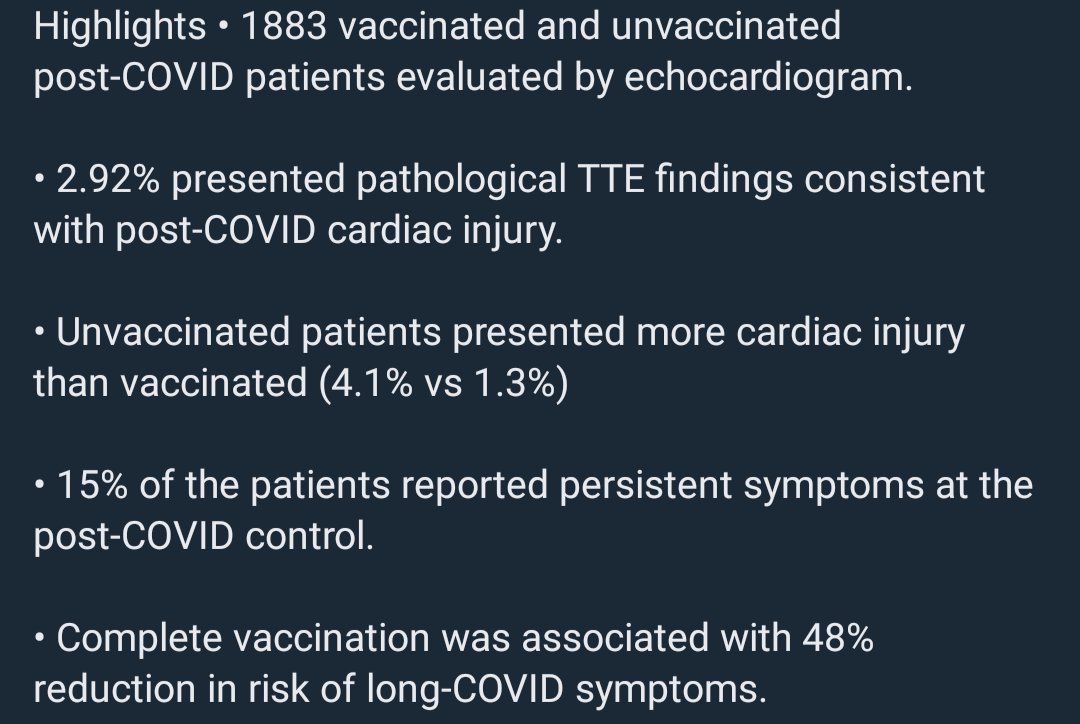 Highlights • 1883 vaccinated and unvaccinated
post-COVID patients evaluated by echocardiogram.
• 2.92% presented pathological TTE findings consistent
with post-COVID cardiac injury.
• Unvaccinated patients presented more cardiac injury
than vaccinated (4.1% vs 1.3%)
• 15% of the patients reported persistent symptoms at the
post-COVID control.
• Complete vaccination was associated with 48%
reduction in risk of long-COVID symptoms.